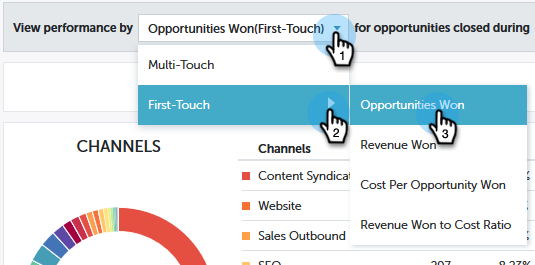 View performance by Opportunities Won(First-Touch) for opportunities closed during
1
Multi-Touch
First-Touch Opportunities Won
2 3
CHANNELS
Channels Revenue Won
Content Syndicat %
Website Cost Per Opportunity Won
Sales Outbound Revenue Won to Cost Ratio
SEO 207 8.23%